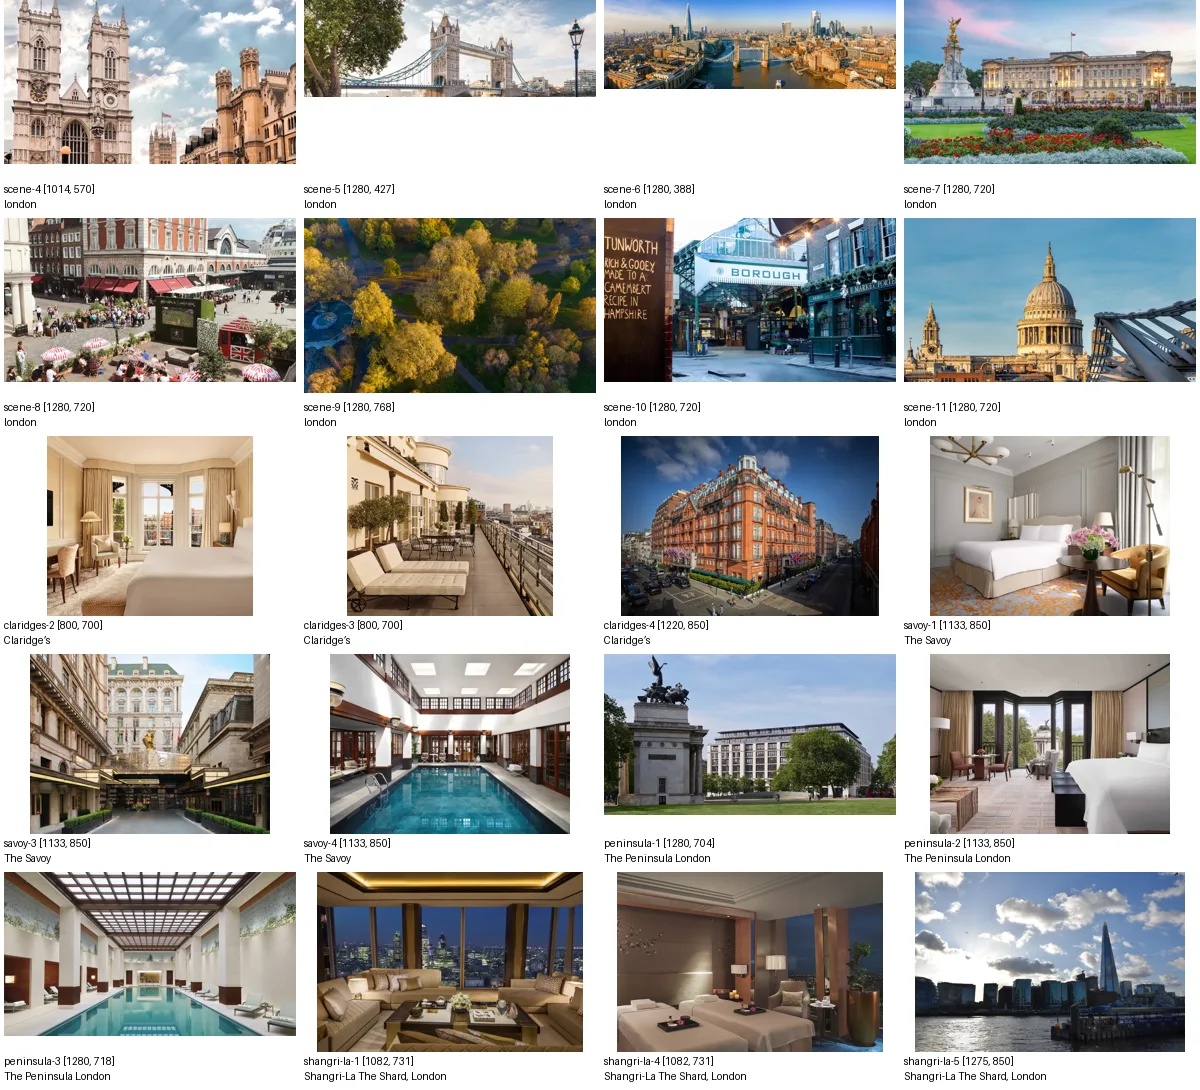 scene-4 [1014, 570]
london
scene-5 [1280, 427]
london
scene-6 [1280, 388]
london
scene-7 [1280, 720]
london
TUNWORTH
RICH & GOOEY
MADE TO A
CAMEMBERT
RECIPE IN
HAMPSHIRE
BOROUGH
scene-8 [1280, 720]
london
scene-9 [1280, 768]
london
scene-10 [1280, 720]
london
scene-11 [1280, 720]
london
claridges-2 [800, 700]
Claridge’s
claridges-3 [800, 700]
Claridge’s
claridges-4 [1220, 850]
Claridge’s
savoy-1 [1133, 850]
The Savoy
savoy-3 [1133, 850]
The Savoy
savoy-4 [1133, 850]
The Savoy
peninsula-1 [1280, 704]
The Peninsula London
peninsula-2 [1133, 850]
The Peninsula London
peninsula-3 [1280, 718]
The Peninsula London
shangri-la-1 [1082, 731]
Shangri-La The Shard, London
shangri-la-4 [1082, 731]
Shangri-La The Shard, London
shangri-la-5 [1275, 850]
Shangri-La The Shard, London